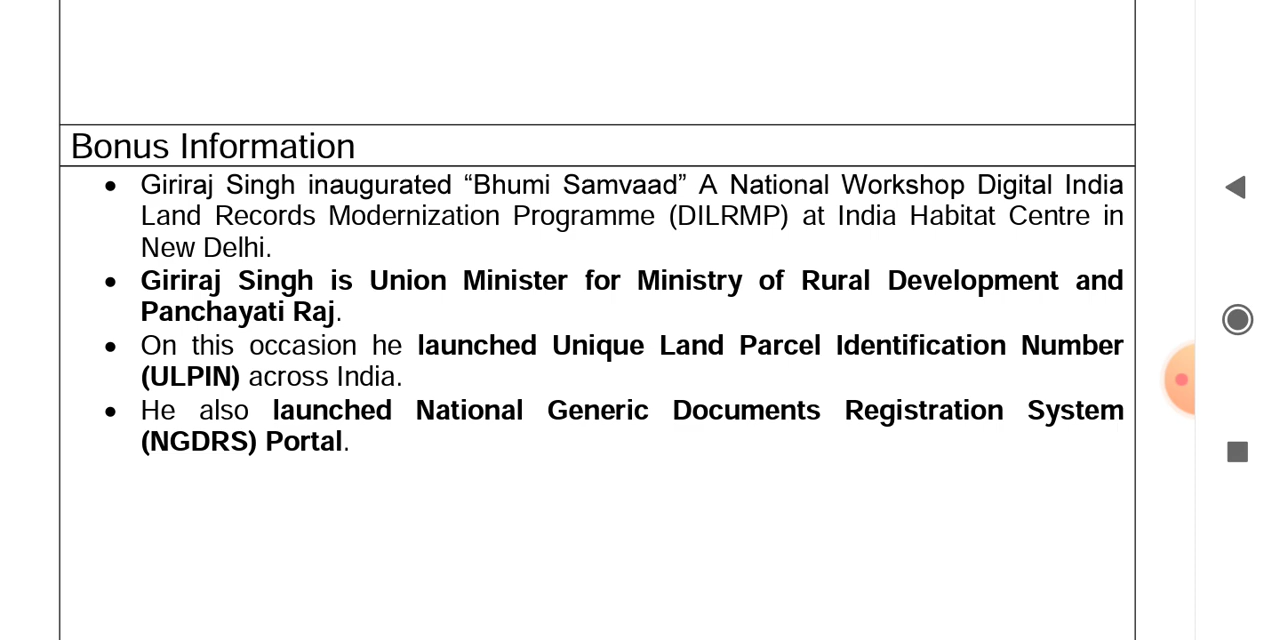 Bonus Information
• Giriraj Singh inaugurated “Bhumi Samvaad” A National Workshop Digital India
Land Records Modernization Programme (DILRMP) at India Habitat Centre in
New Delhi.
• Giriraj Singh is Union Minister for Ministry of Rural Development and
Panchayati Raj.
• On this occasion he launched Unique Land Parcel Identification Number
(ULPIN) across India.
• He also launched National Generic Documents Registration System
(NGDRS) Portal.